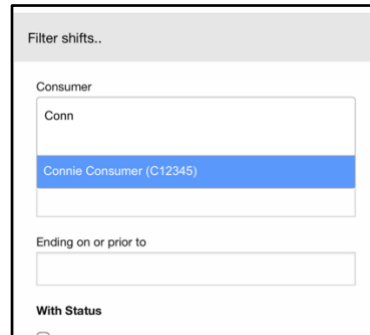 Filter shifts..
Consumer
Conn
Connie Consumer (C12345)
Ending on or prior to
With Status